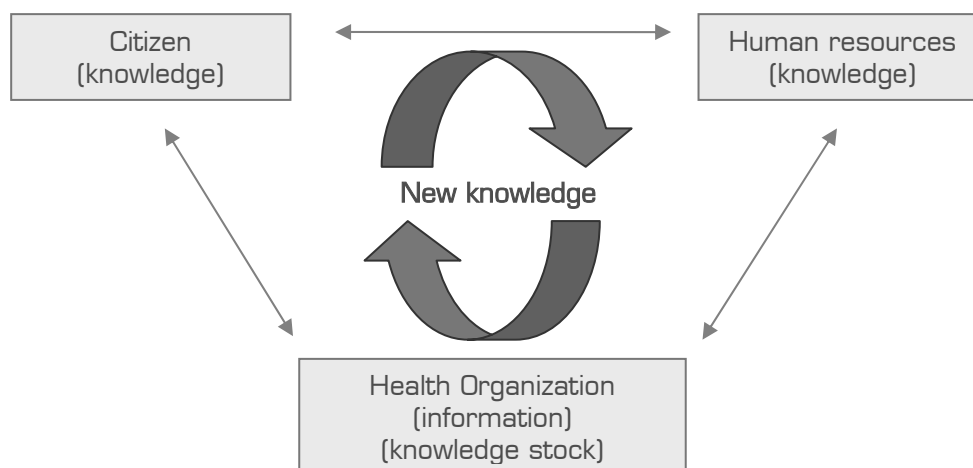 Citizen
(knowledge)
Human resources
(knowledge)
New knowledge
Health Organization
(information)
(knowledge stock)